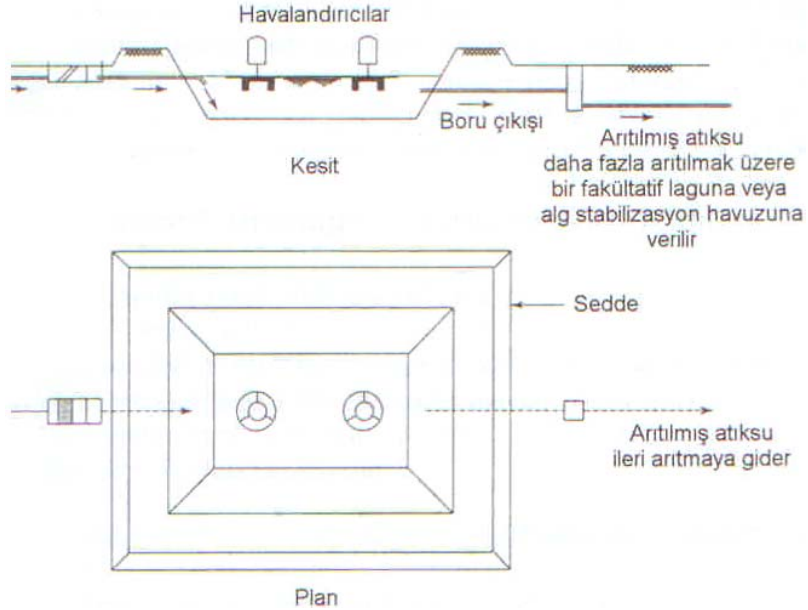 Havalandırıcılar
Boru çıkışı
Kesit
Arıtılmış atıksu
daha fazla arıtılmak üzere
bir fakültatif laguna veya
alg stabilizasyon havuzuna
verilir
Sedde
Arıtılmış atıksu
ileri arıtmaya gider
Plan